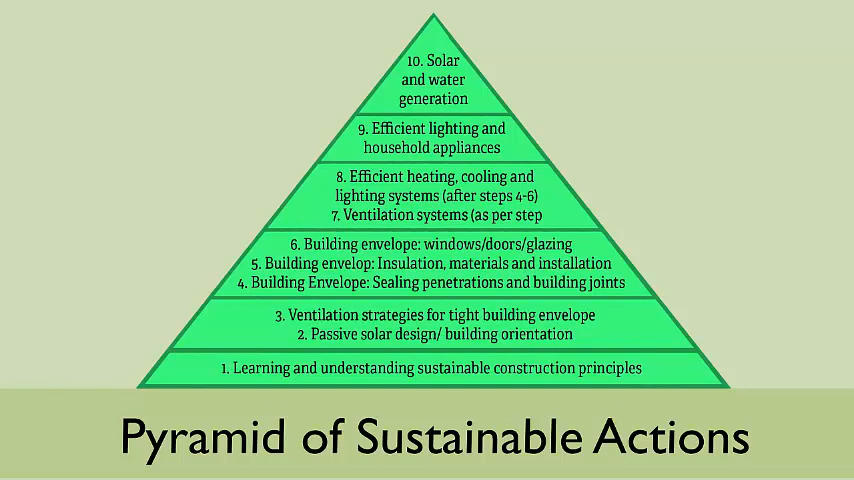 10. Solar
and water
generation
9. Efficient lighting and
household appliances
8. Efficient heating, cooling and
lighting systems (after steps 4-6)
7. Ventilation systems (as per step
6. Building envelope: windows/doors/glazing
5. Building envelop: Insulation, materials and installation
4. Building Envelope: Sealing penetrations and building joints
3. Ventilation strategies for tight building envelope
2. Passive solar design/ building orientation
1. Learning and understanding sustainable construction principles
Pyramid of Sustainable Actions